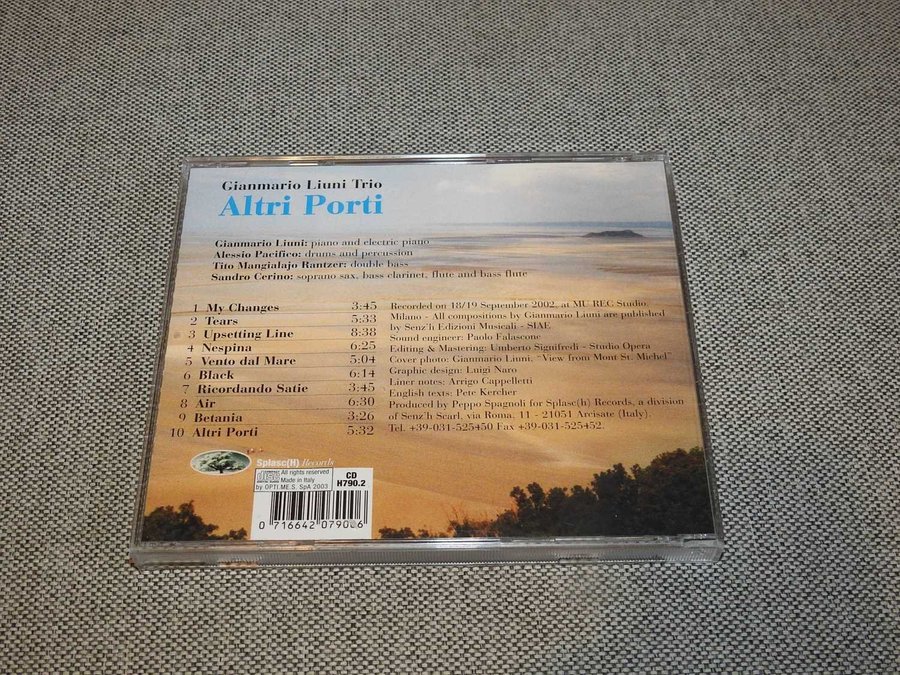 Gianmario Liuni Trio
Altri Porti
Gianmario Liuni: piano and electric piano
Alessio Pacifico: drums and percussion
Tito Mangialajo Rantzer: double bass
Sandro Cerino: soprano sax, bass clarinet, flute and bass flute
1 My Changes 3:45
2 Tears 5:33
3 Upsetting Line 8:38
4 Nespina 6:25
5 Vento dal Mare 5:04
6 Black 6:14
7 Ricordando Satie 3:45
8 Air 6:30
9 Betania 3:26
10 Altri Porti 5:32
Recorded on 18/19 September 2002, at MU REC Studio.
Milano - All compositions by Gianmario Liuni are published
by Senz'h Edizioni Musicali - SIAE
Sound engineer: Paolo Falascone
Editing & Mastering: Umberto Signifredi - Studio Opera
Cover photo: Gianmario Liuni, "View from Mont St. Michel"
Graphic design: Luigi Naro
Liner notes: Arrigo Cappelletti
English texts: Pete Kercher
Produced by Peppo Spagnoli for Splasc(h) Records, a division
of Senz'h Scarl, via Roma, 11 - 21051 Arcisate (Italy).
Tel. +39-031-525450 Fax +39-031-525452.
Splasc(H) Records
All rights reserved
Made in Italy
by OPTI.ME.S. SpA 2003
CD
H790.2
0 716642 079006